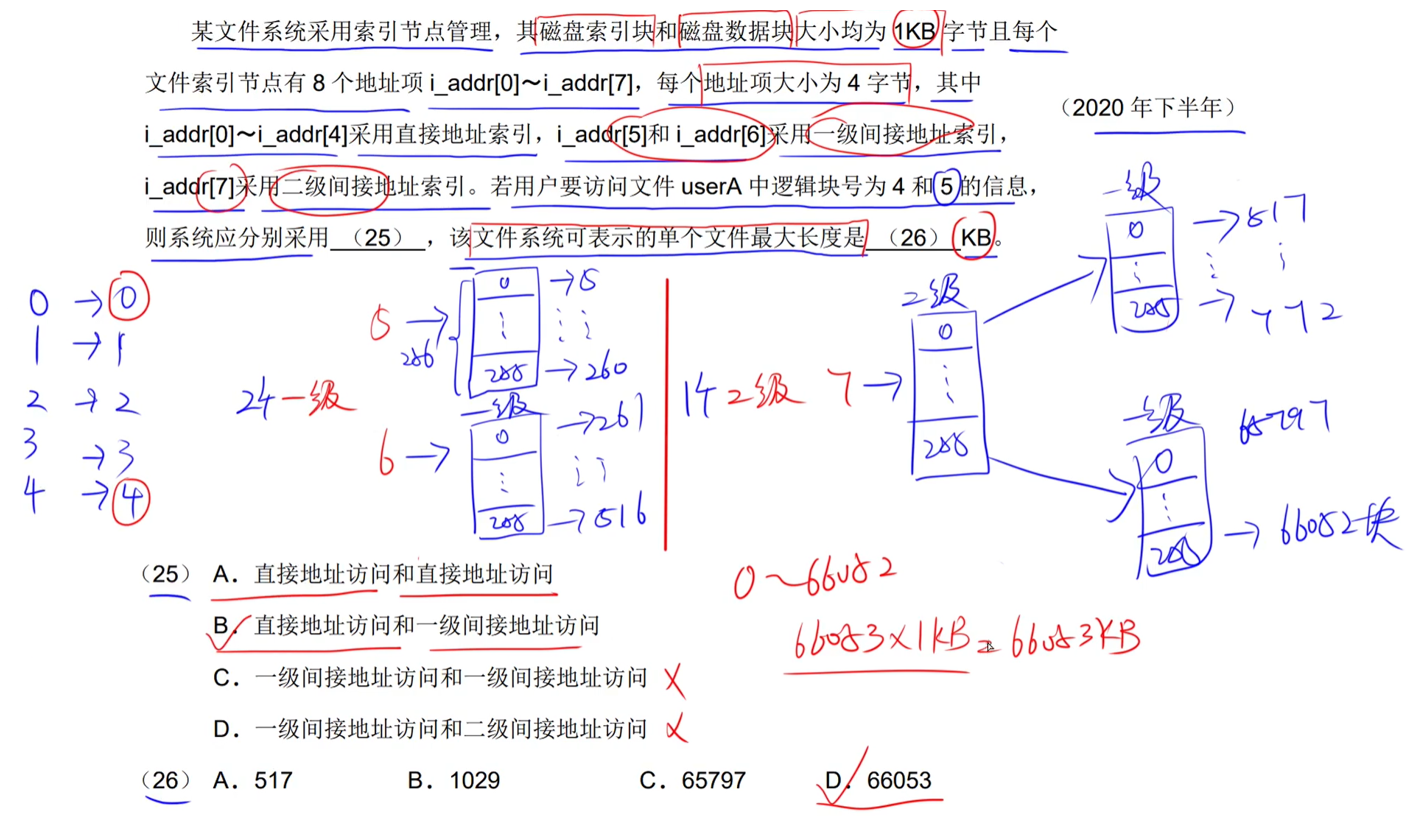 某文件系统采用索引节点管理，其磁盘索引块和磁盘数据块大小均为 1KB 字节且每个
文件索引节点有 8 个地址项 i_addr[0]～i_addr[7]，每个地址项大小为 4 字节，其中
（2020 年下半年）
i_addr[0]～i_addr[4]采用直接地址索引，i_addr[5]和 i_addr[6]采用一级间接地址索引，
i_addr[7]采用二级间接地址索引。若用户要访问文件 userA 中逻辑块号为 4 和 5 的信息，
则系统应分别采用 （25） ，该文件系统可表示的单个文件最大长度是 （26） KB。
0 → 0
1 → 1
2 → 2
3 → 3
4 → 4
2个一级
5 →
256
0 → 5
255 → 260
一级
6 →
0 → 261
255 → 516
1个二级
7 →
二级
0
255
一级
0 → 517
255 → 772
一级
65797
0
255 → 66052块
（25） A．直接地址访问和直接地址访问
B．直接地址访问和一级间接地址访问
C．一级间接地址访问和一级间接地址访问
D．一级间接地址访问和二级间接地址访问
0～66052
66053×1KB = 66053KB
（26） A．517 B．1029 C．65797 D．66053